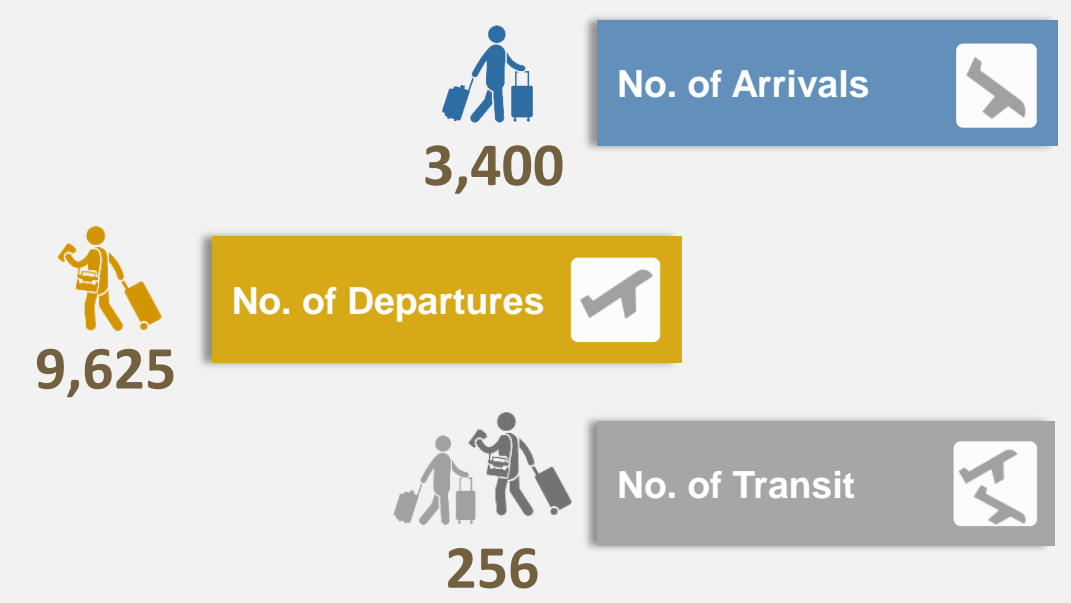 No. of Arrivals
3,400
No. of Departures
9,625
No. of Transit
256